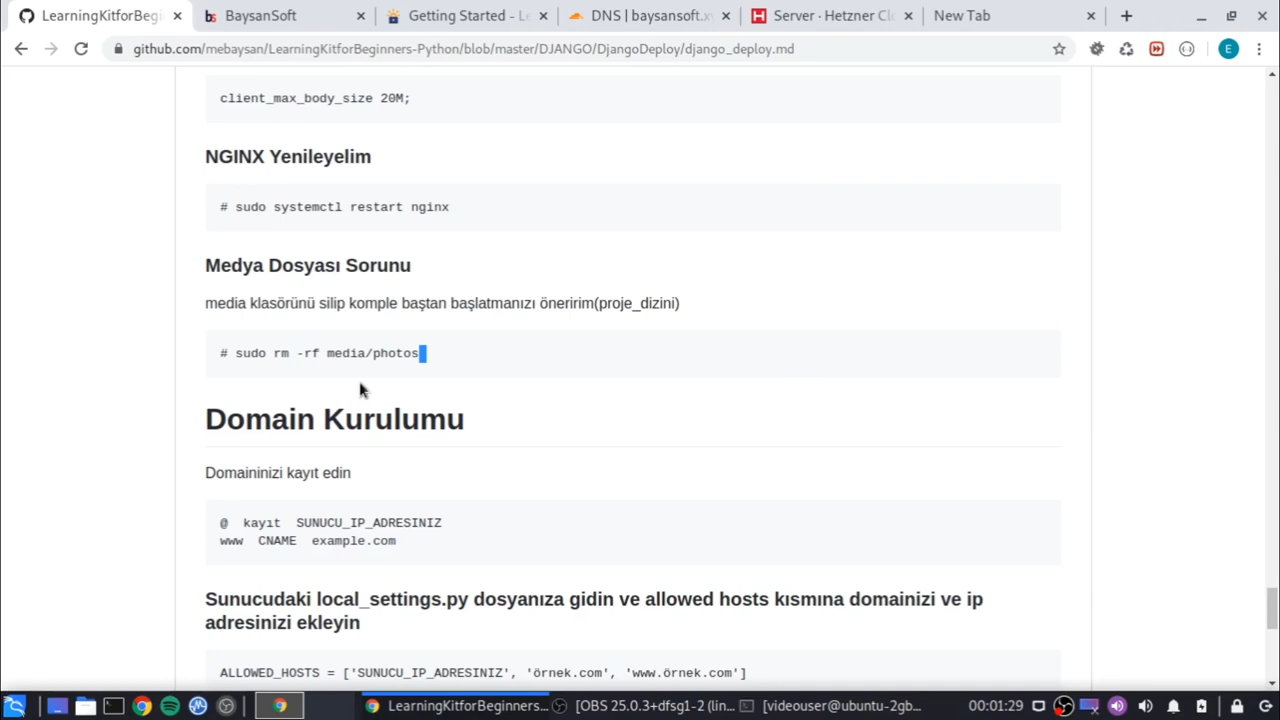 LearningKitforBegi
BaysanSoft
Getting Started - Le
DNS | baysansoft.x
Server · Hetzner Cl
New Tab
github.com/mebaysan/LearningKitforBeginners-Python/blob/master/DJANGO/DjangoDeploy/django_deploy.md
E
client_max_body_size 20M;
NGINX Yenileyelim
# sudo systemctl restart nginx
Medya Dosyası Sorunu
media klasörünü silip komple baştan başlatmanızı öneririm(proje_dizini)
# sudo rm -rf media/photos
Domain Kurulumu
Domaininizi kayıt edin
@ kayıt SUNUCU_IP_ADRESINIZ
www CNAME example.com
Sunucudaki local_settings.py dosyanıza gidin ve allowed hosts kısmına domainizi ve ip
adresinizi ekleyin
ALLOWED_HOSTS = ['SUNUCU_IP_ADRESINIZ', 'örnek.com', 'www.örnek.com']
LearningKitforBeginners...
[OBS 25.0.3+dfsg1-2 (lin...
[videouser@ubuntu-2gb...
00:01:29